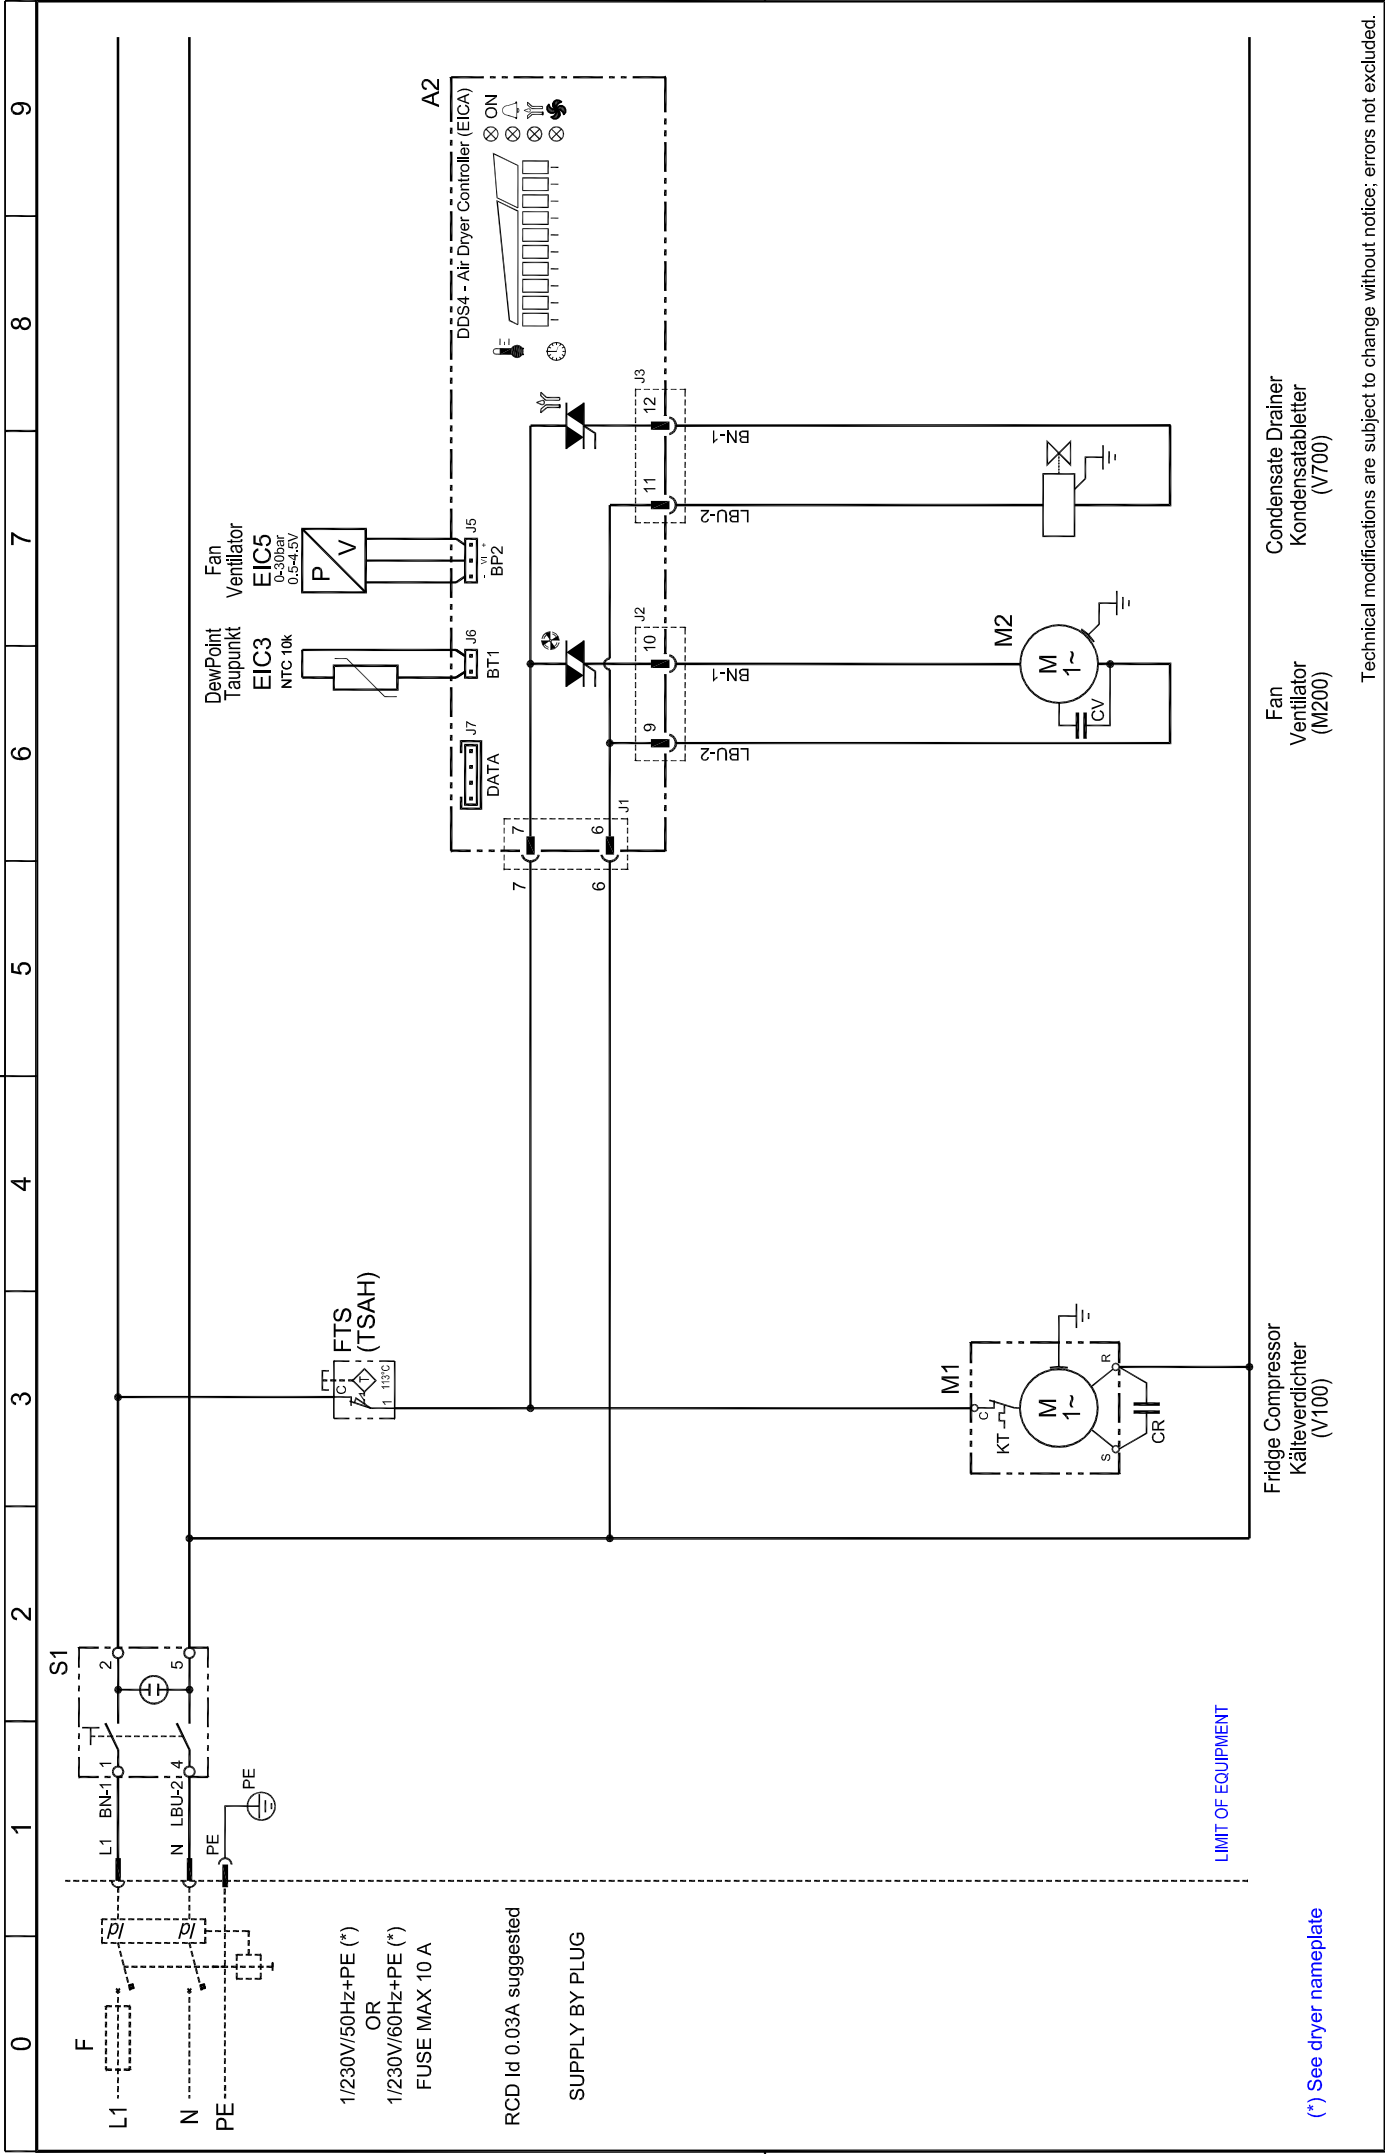 0
1
2
3
4
5
6
7
8
9
F
L1
N
PE
Id
Id
L1
BN-1
N
LBU-2
PE
PE
S1
1
2
4
5
1/230V/50Hz+PE (*)
OR
1/230V/60Hz+PE (*)
FUSE MAX 10 A
RCD Id 0.03A suggested
SUPPLY BY PLUG
LIMIT OF EQUIPMENT
(*) See dryer nameplate
FTS
(TSAH)
C
T
1
113°C
M1
C
KT
M
1~
S
R
CR
Fridge Compressor
Kälteverdichter
(V100)
7
6
7
6
J1
DATA
J7
DewPoint
Taupunkt
EIC3
NTC 10k
BT1
J6
Fan
Ventilator
EIC5
0-30bar
0.5-4.5V
P
V
- VI +
BP2
J5
A2
DDS4 - Air Dryer Controller (EICA)
ON
9
10
J2
11
12
J3
LBU-2
BN-1
LBU-2
BN-1
M2
M
1~
CV
Fan
Ventilator
(M200)
Condensate Drainer
Kondensatabletter
(V700)
Technical modifications are subject to change without notice; errors not excluded.